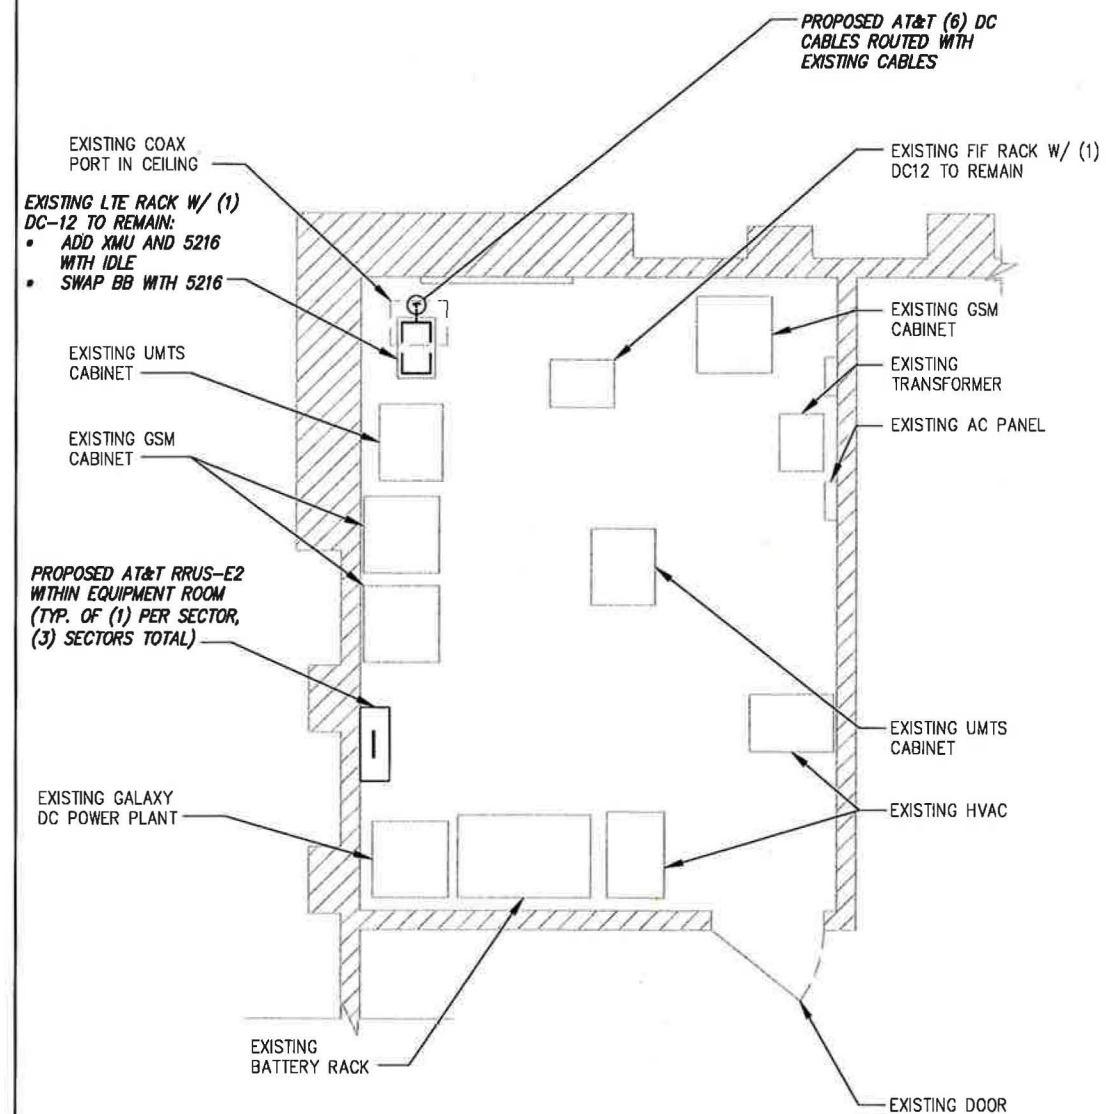 PROPOSED AT&T (6) DC
CABLES ROUTED WITH
EXISTING CABLES
EXISTING COAX
PORT IN CEILING
EXISTING FIF RACK W/ (1)
DC12 TO REMAIN
EXISTING LTE RACK W/ (1)
DC-12 TO REMAIN:
• ADD XMU AND 5216
WITH IDLE
• SWAP BB WITH 5216
EXISTING GSM
CABINET
EXISTING UMTS
CABINET
EXISTING
TRANSFORMER
EXISTING AC PANEL
EXISTING GSM
CABINET
PROPOSED AT&T RRUS-E2
WITHIN EQUIPMENT ROOM
(TYP. OF (1) PER SECTOR,
(3) SECTORS TOTAL)
EXISTING UMTS
CABINET
EXISTING GALAXY
DC POWER PLANT
EXISTING HVAC
EXISTING
BATTERY RACK
EXISTING DOOR